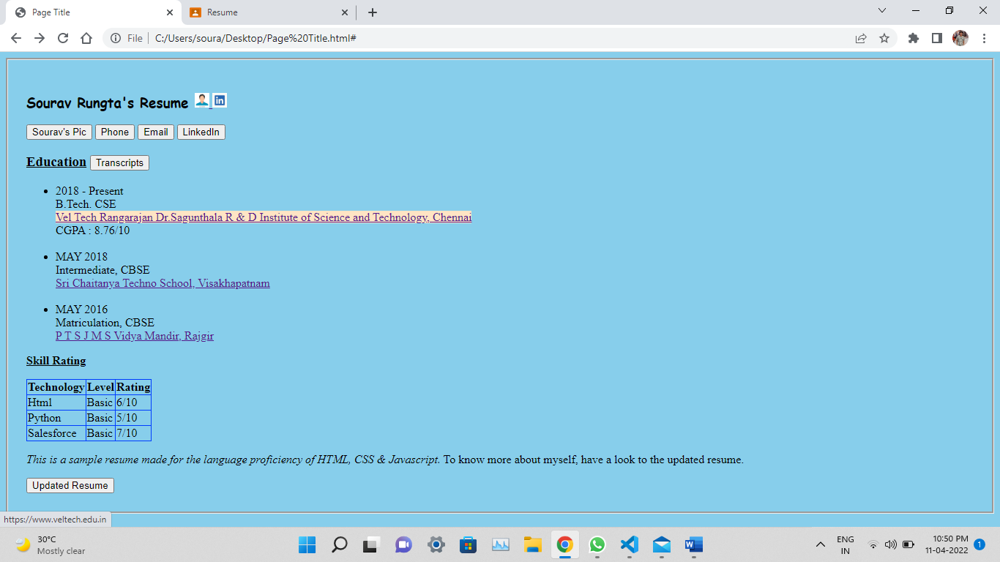 Page Title
Resume
File
C:/Users/soura/Desktop/Page%20Title.html#
Sourav Rungta's Resume
in
Sourav's Pic Phone Email LinkedIn
Education Transcripts
2018 - Present
B.Tech. CSE
Vel Tech Rangarajan Dr.Sagunthala R & D Institute of Science and Technology, Chennai
CGPA : 8.76/10
MAY 2018
Intermediate, CBSE
Sri Chaitanya Techno School, Visakhapatnam
MAY 2016
Matriculation, CBSE
P T S J M S Vidya Mandir, Rajgir
Skill Rating
Technology Level Rating
Html Basic 6/10
Python Basic 5/10
Salesforce Basic 7/10
This is a sample resume made for the language proficiency of HTML, CSS & Javascript. To know more about myself, have a look to the updated resume.
Updated Resume
https://www.veltech.edu.in
30°C
Mostly clear
W
ENG
IN
10:50 PM
11-04-2022
1